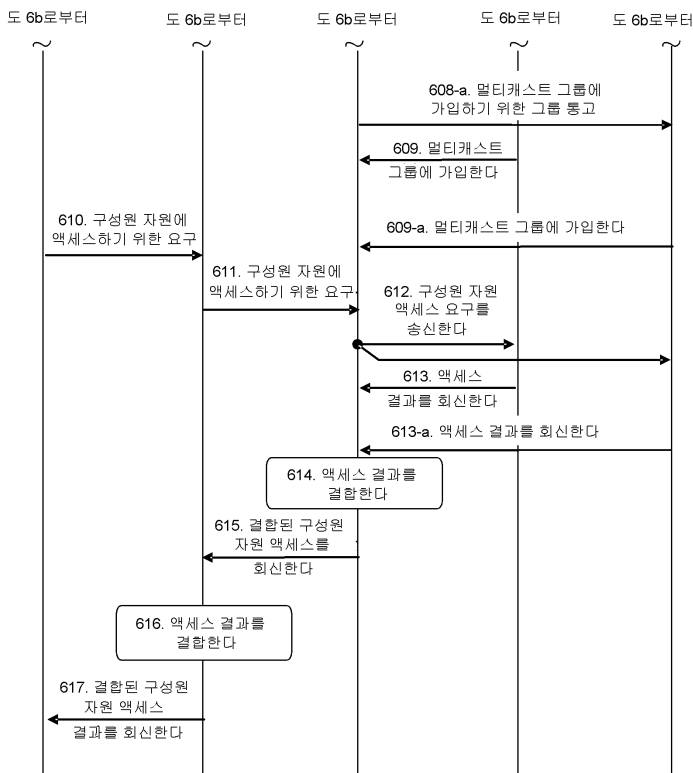 도 6b로부터
도 6b로부터
도 6b로부터
도 6b로부터
도 6b로부터
608-a. 멀티캐스트 그룹에
가입하기 위한 그룹 통고
609. 멀티캐스트
그룹에 가입한다
610. 구성원 자원에
액세스하기 위한 요구
609-a. 멀티캐스트 그룹에 가입한다
611. 구성원 자원에
액세스하기 위한 요구
612. 구성원 자원
액세스 요구를
송신한다
613. 액세스
결과를 회신한다
613-a. 액세스 결과를 회신한다
614. 액세스 결과를
결합한다
615. 결합된 구성원
자원 액세스를
회신한다
616. 액세스 결과를
결합한다
617. 결합된 구성원
자원 액세스
결과를 회신한다